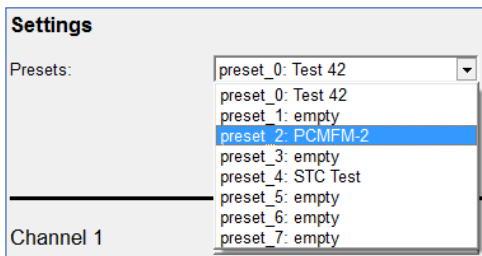 Settings
Presets: preset_0: Test 42
preset_0: Test 42
preset_1: empty
preset_2: PCMFM-2
preset_3: empty
preset_4: STC Test
preset_5: empty
preset_6: empty
Channel 1 preset_7: empty